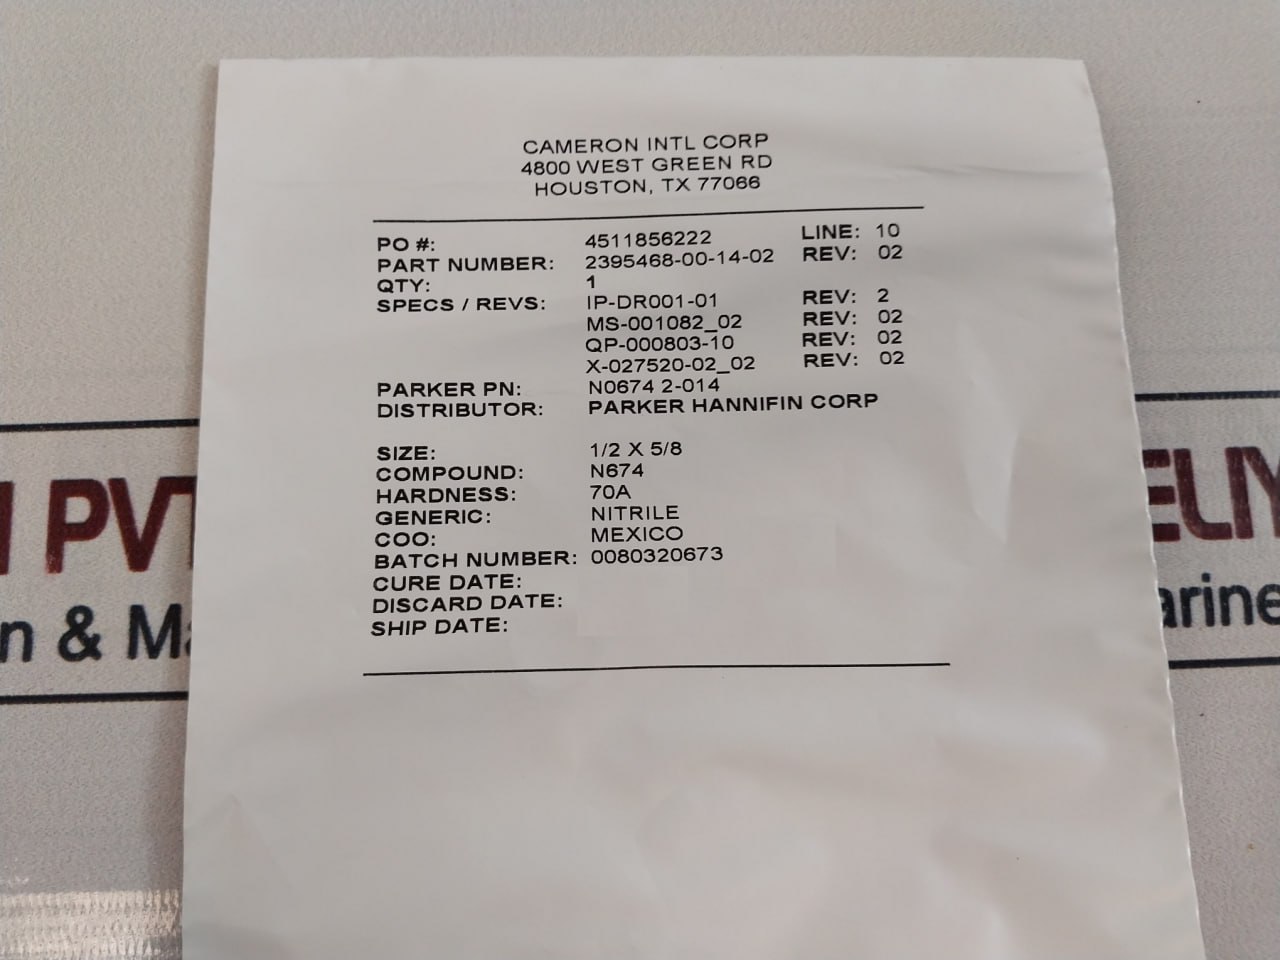 CAMERON INTL CORP
4800 WEST GREEN RD
HOUSTON, TX 77066
PO #: 4511856222 LINE: 10
PART NUMBER: 2395468-00-14-02 REV: 02
QTY: 1
SPECS / REVS: IP-DR001-01 REV: 2
MS-001082_02 REV: 02
QP-000803-10 REV: 02
X-027520-02_02 REV: 02
PARKER PN: N0674 2-014
DISTRIBUTOR: PARKER HANNIFIN CORP
SIZE: 1/2 X 5/8
COMPOUND: N674
HARDNESS: 70A
GENERIC: NITRILE
COO: MEXICO
BATCH NUMBER: 0080320673
CURE DATE:
DISCARD DATE:
SHIP DATE:
PVT
ELIY
n & Ma
arine